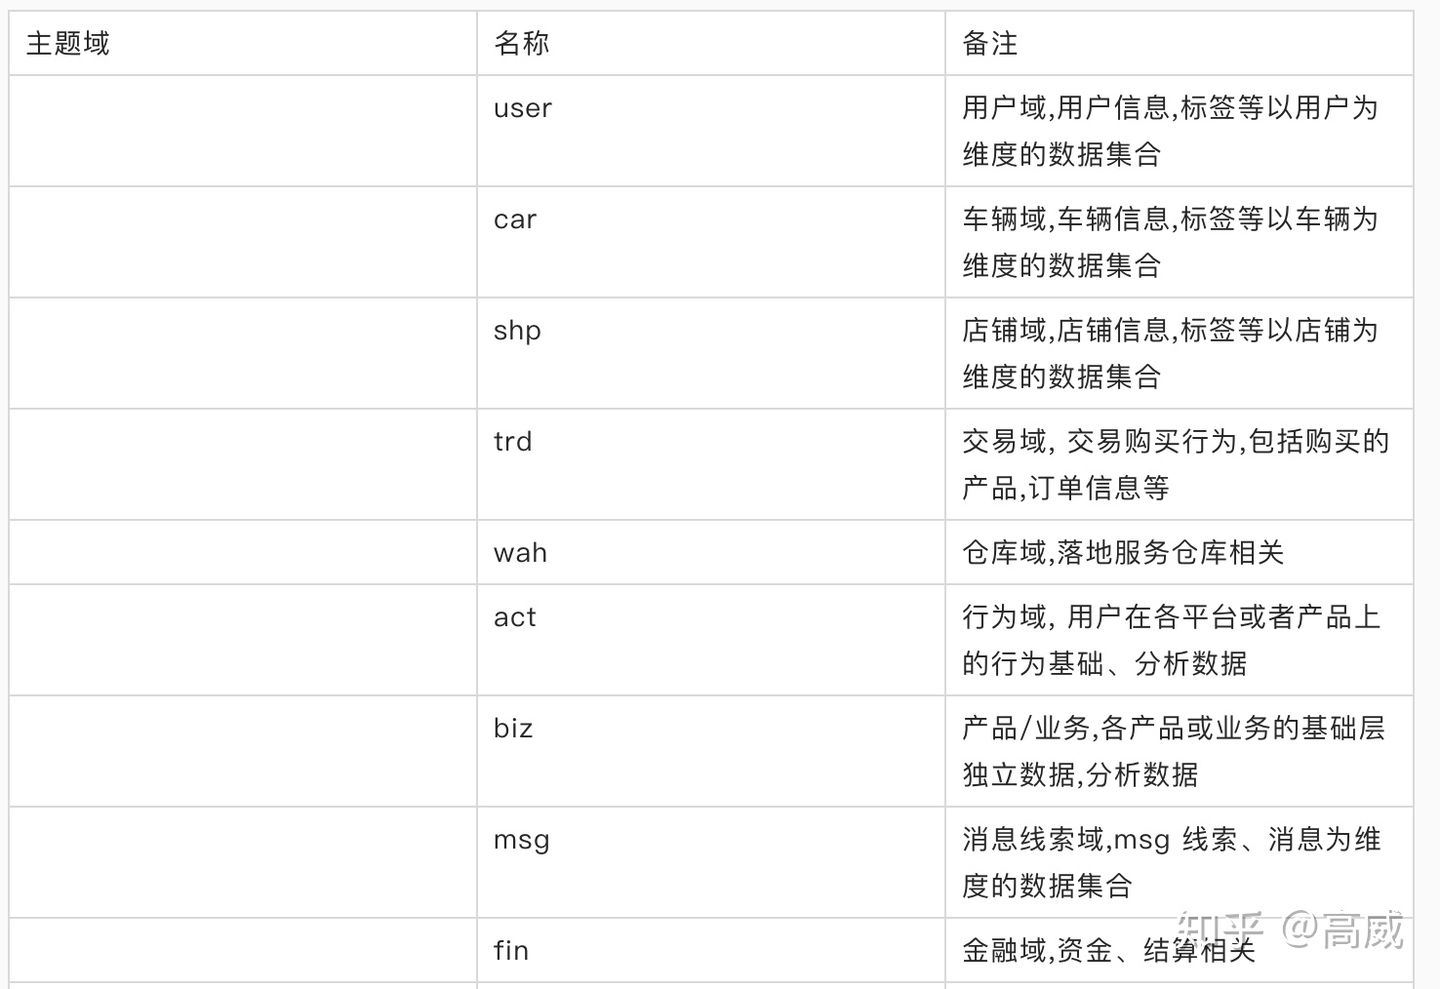 主题域
名称
备注
user
用户域,用户信息,标签等以用户为
维度的数据集合
car
车辆域,车辆信息,标签等以车辆为
维度的数据集合
shp
店铺域,店铺信息,标签等以店铺为
维度的数据集合
trd
交易域, 交易购买行为,包括购买的
产品,订单信息等
wah
仓库域,落地服务仓库相关
act
行为域, 用户在各平台或者产品上
的行为基础、分析数据
biz
产品/业务,各产品或业务的基础层
独立数据,分析数据
msg
消息线索域,msg 线索、消息为维
度的数据集合
fin
金融域,资金、结算相关
知乎 @高威